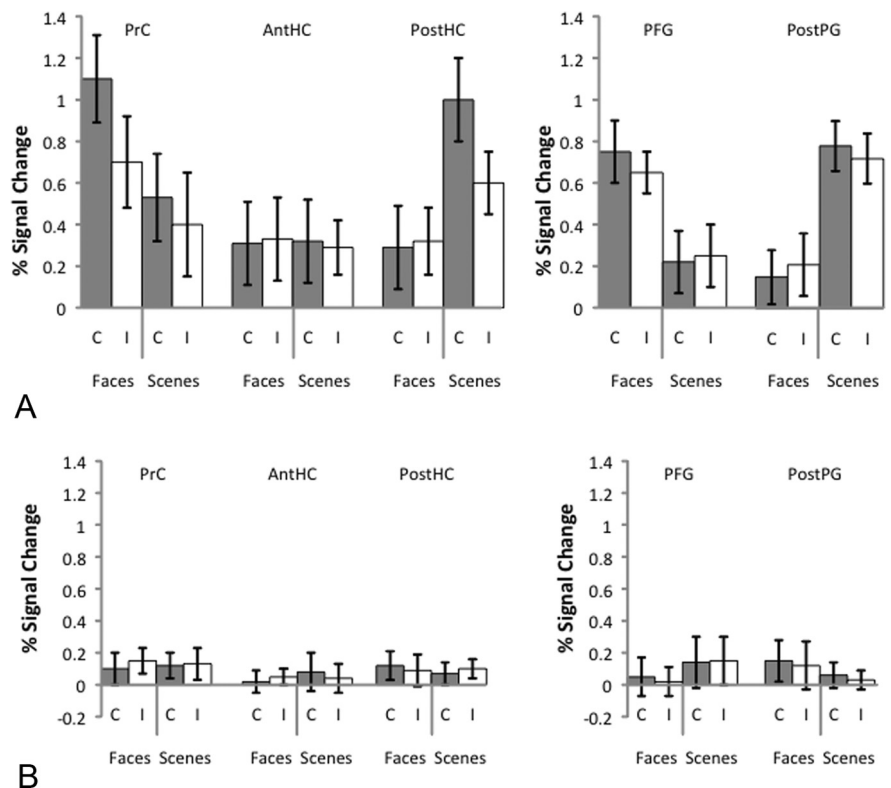 PrC AntHC PostHC
% Signal Change
1.4
1.2
1
0.8
0.6
0.4
0.2
0
C I C I C I C I C I C I
Faces Scenes Faces Scenes Faces Scenes
PFG PostPG
% Signal Change
1.4
1.2
1
0.8
0.6
0.4
0.2
0
C I C I C I C I
Faces Scenes Faces Scenes
A
PrC AntHC PostHC
% Signal Change
1.4
1.2
1
0.8
0.6
0.4
0.2
0
-0.2
C I C I C I C I C I C I
Faces Scenes Faces Scenes Faces Scenes
PFG PostPG
% Signal Change
1.4
1.2
1
0.8
0.6
0.4
0.2
0
-0.2
C I C I C I C I
Faces Scenes Faces Scenes
B